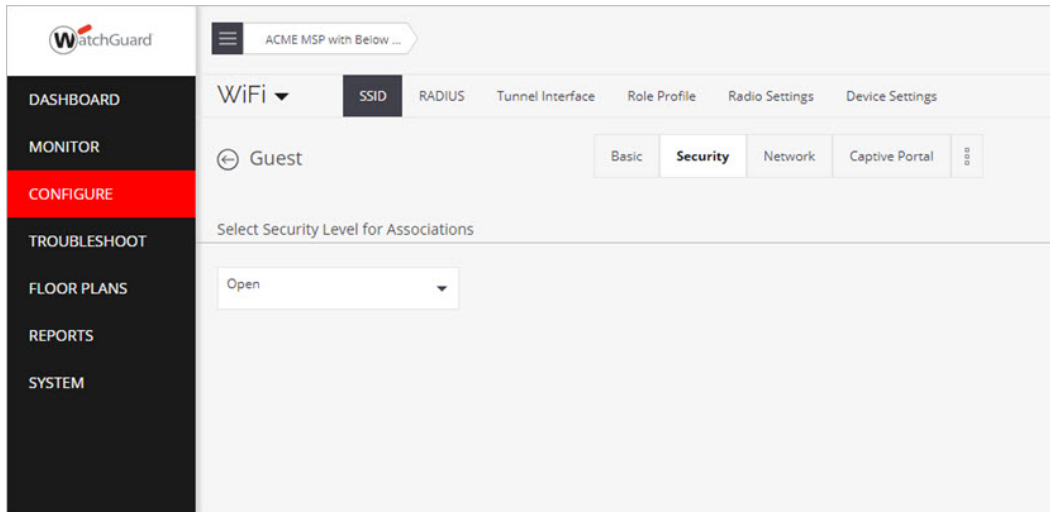 WatchGuard
ACME MSP with Below ...
DASHBOARD
MONITOR
CONFIGURE
TROUBLESHOOT
FLOOR PLANS
REPORTS
SYSTEM
WiFi
SSID RADIUS Tunnel Interface Role Profile Radio Settings Device Settings
Guest
Basic Security Network Captive Portal
Select Security Level for Associations
Open